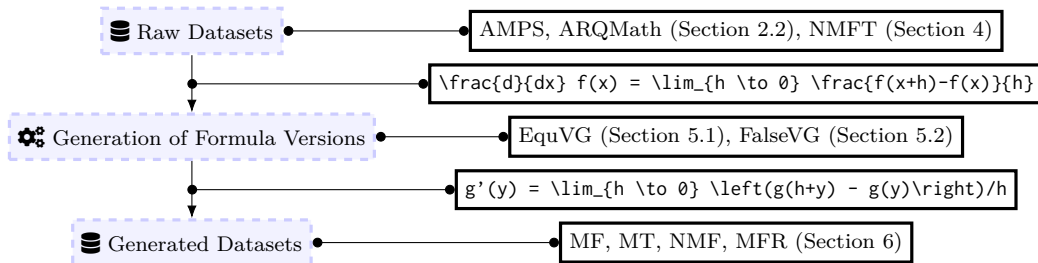 Raw Datasets AMPS, ARQMath (Section 2.2), NMFT (Section 4)
\frac{d}{dx} f(x) = \lim_{h \to 0} \frac{f(x+h)-f(x)}{h}
Generation of Formula Versions EquVG (Section 5.1), FalseVG (Section 5.2)
g'(y) = \lim_{h \to 0} \left(g(h+y) - g(y)\right)/h
Generated Datasets MF, MT, NMF, MFR (Section 6)